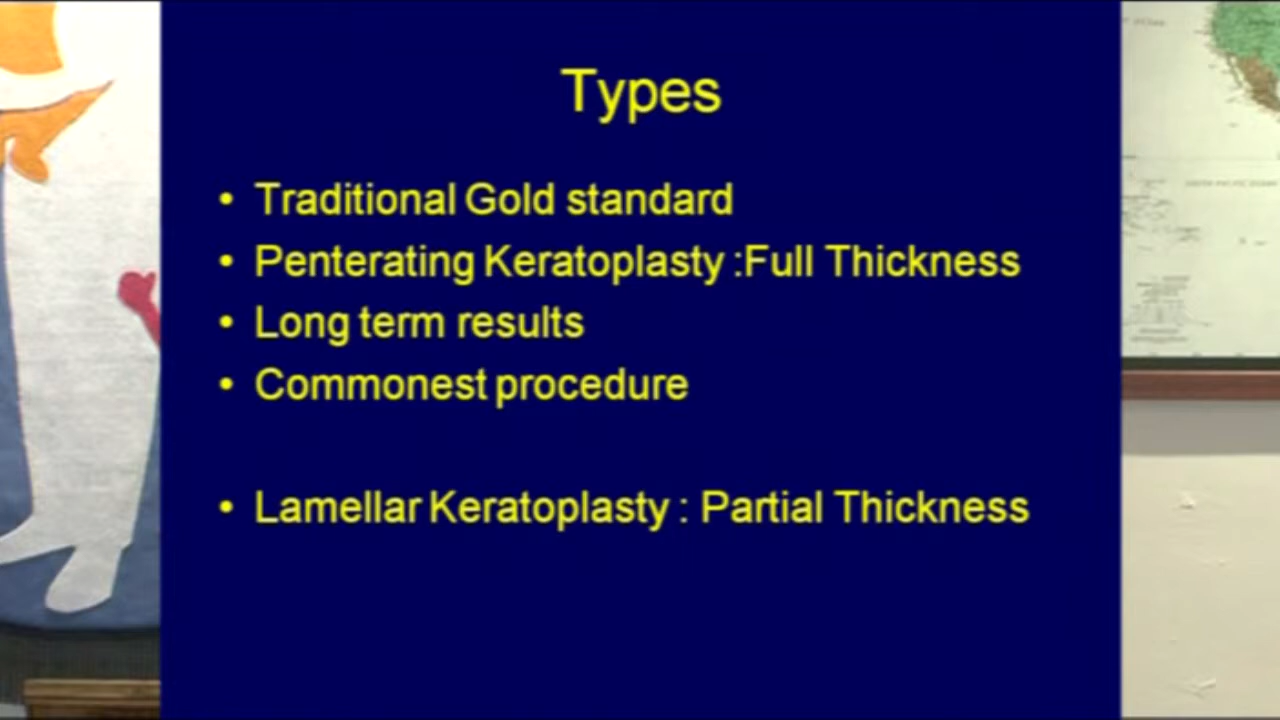 Types
• Traditional Gold standard
• Penterating Keratoplasty :Full Thickness
• Long term results
• Commonest procedure
• Lamellar Keratoplasty : Partial Thickness